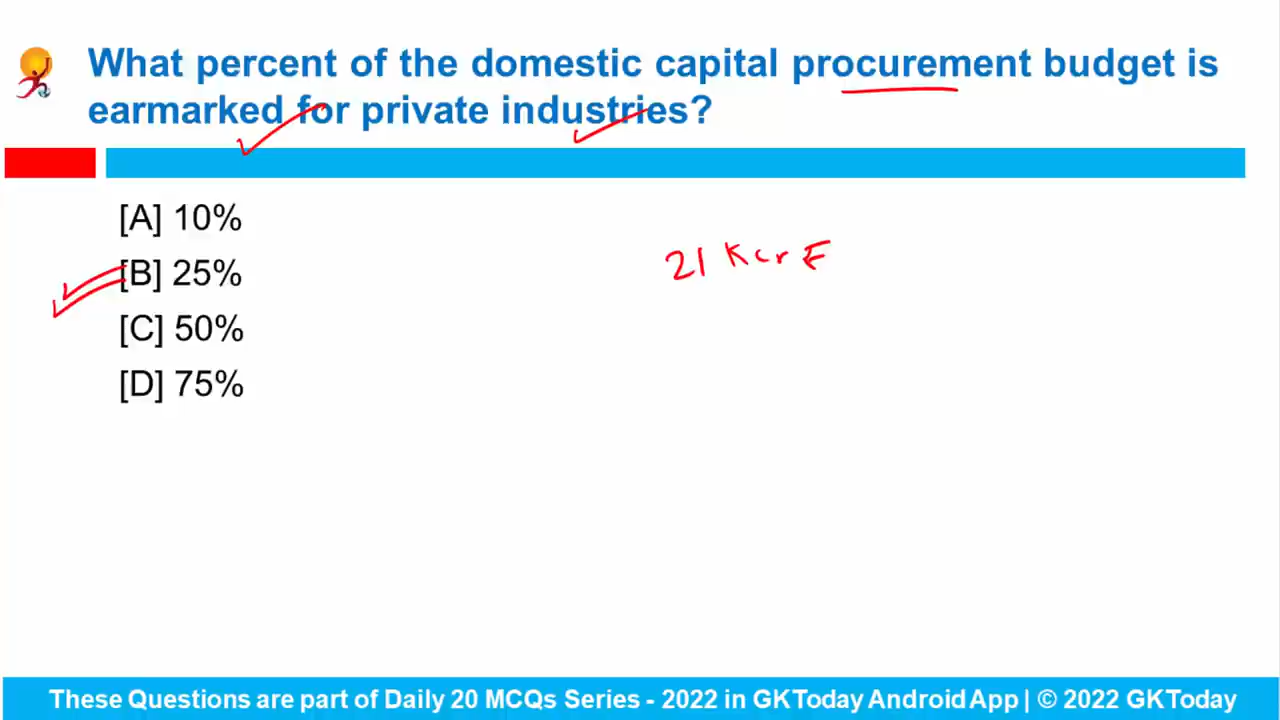 What percent of the domestic capital procurement budget is
earmarked for private industries?
[A] 10%
[B] 25%
21 K cr
[C] 50%
[D] 75%
These Questions are part of Daily 20 MCQs Series - 2022 in GKToday Android App | © 2022 GKToday